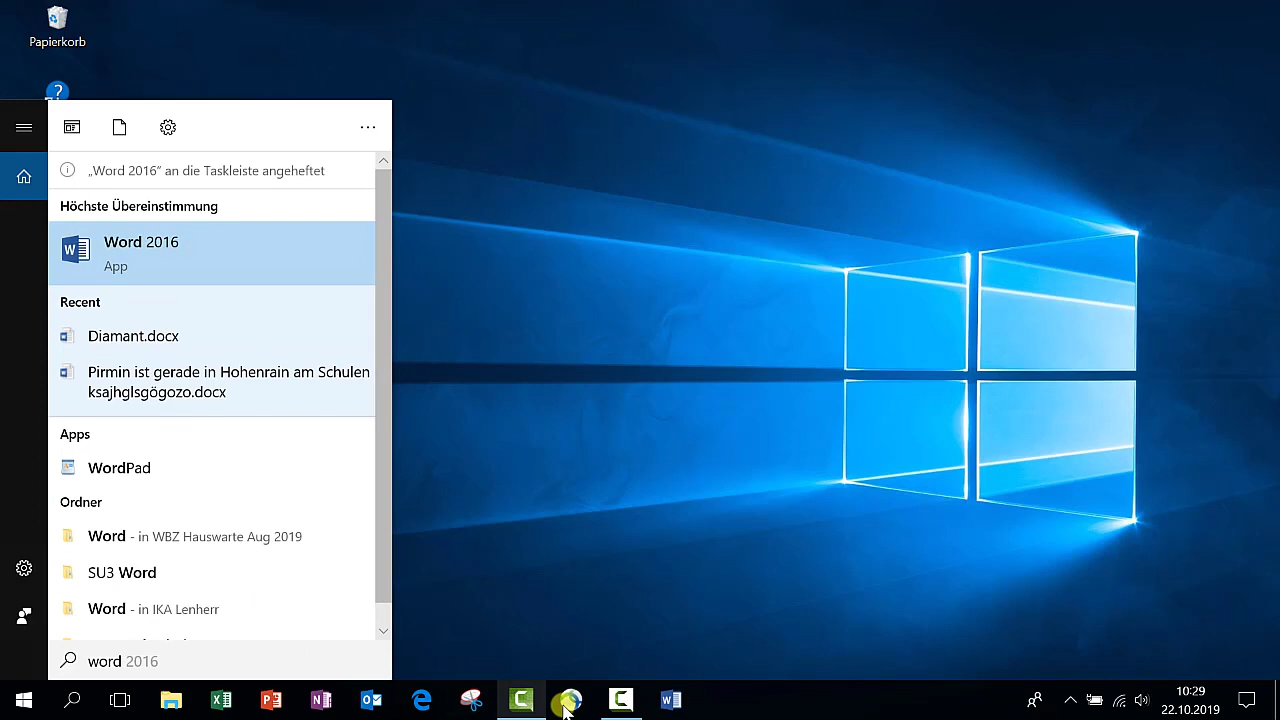 Papierkorb
?
„Word 2016“ an die Taskleiste angeheftet
Höchste Übereinstimmung
Word 2016
App
Recent
Diamant.docx
Pirmin ist gerade in Hohenrain am Schulen
ksajhglsgögozo.docx
Apps
WordPad
Ordner
Word - in WBZ Hauswarte Aug 2019
SU3 Word
Word - in IKA Lenherr
word 2016
10:29
22.10.2019